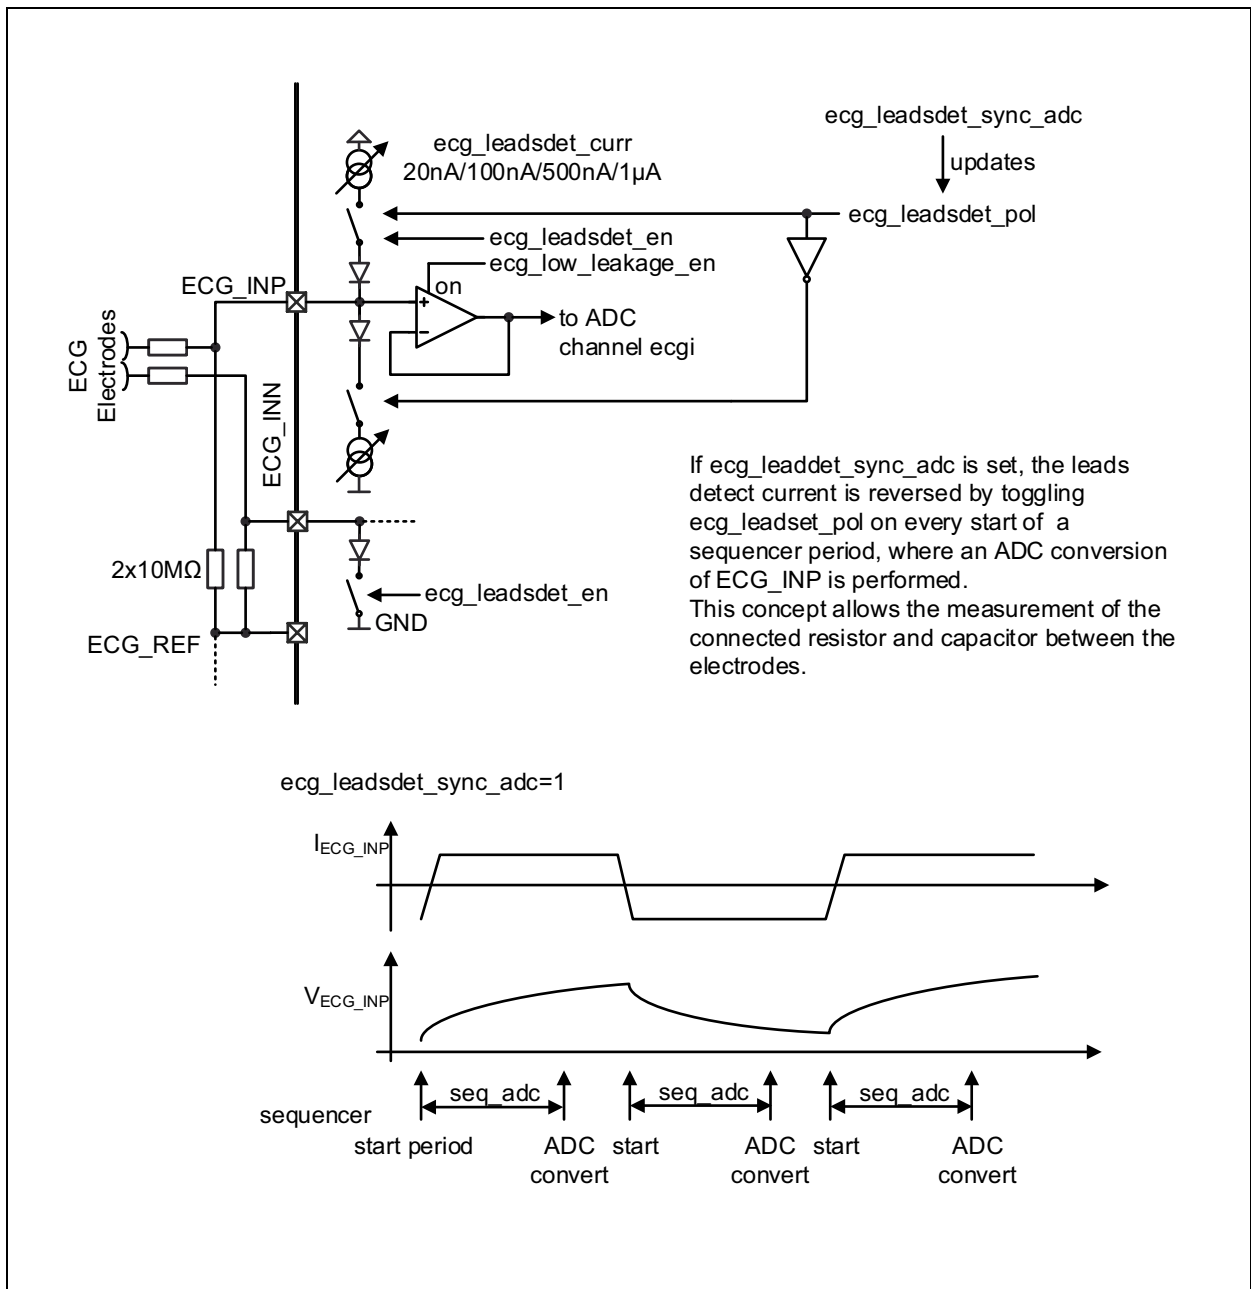 ecg_leadsdet_sync_adc
updates
ecg_leadsdet_pol
ecg_leadsdet_curr
20nA/100nA/500nA/1µA
ecg_leadsdet_en
ecg_low_leakage_en
on
ECG_INP
+
−
to ADC
channel ecgi
ECG
Electrodes
ECG_INN
2x10MΩ
ECG_REF
ecg_leadsdet_en
GND
If ecg_leaddet_sync_adc is set, the leads
detect current is reversed by toggling
ecg_leadset_pol on every start of a
sequencer period, where an ADC conversion
of ECG_INP is performed.
This concept allows the measurement of the
connected resistor and capacitor between the
electrodes.
ecg_leadsdet_sync_adc=1
IECG_INP
VECG_INP
seq_adc seq_adc seq_adc
sequencer
start period ADC start ADC start ADC
convert convert convert